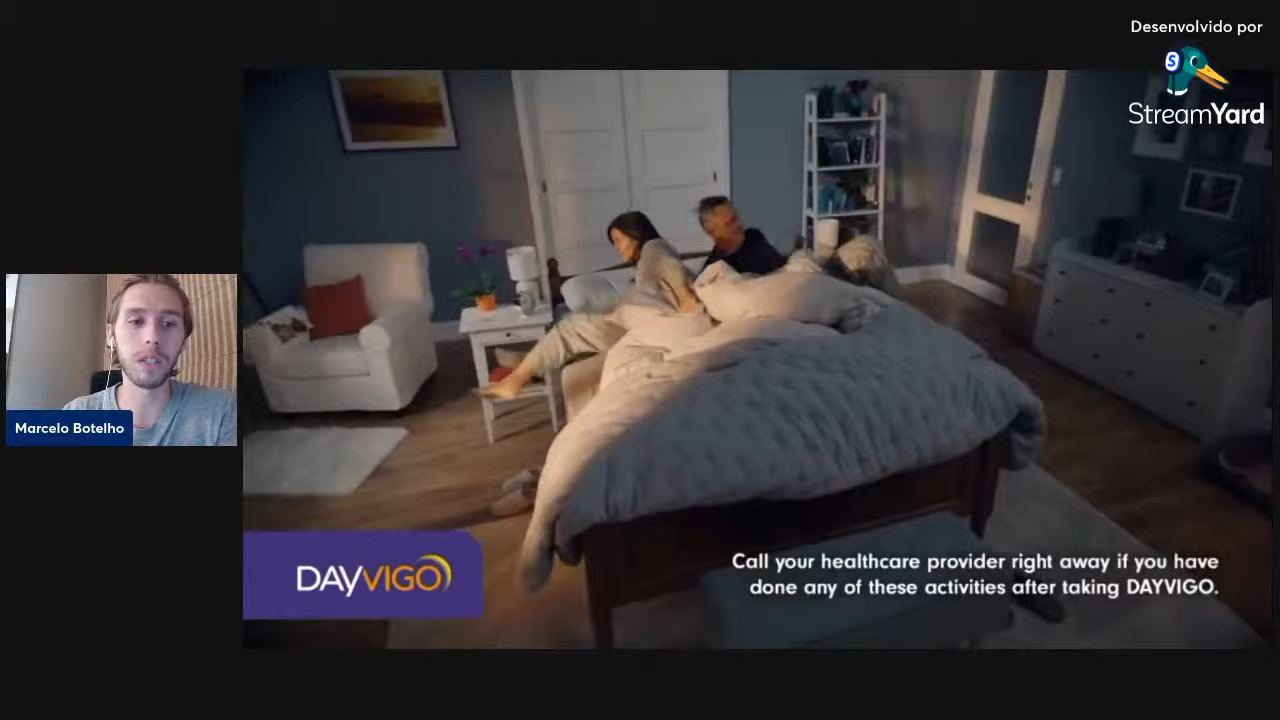 Desenvolvido por
StreamYard
Marcelo Botelho
DAYVIGO
Call your healthcare provider right away if you have
done any of these activities after taking DAYVIGO.